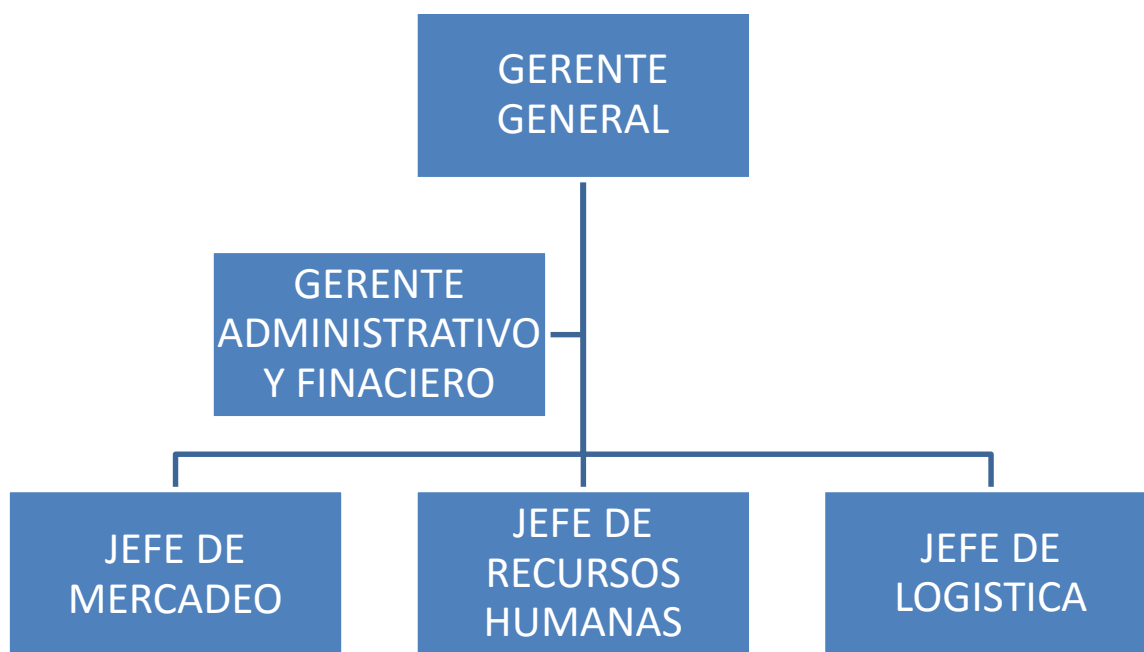 GERENTE
GENERAL
GERENTE
ADMINISTRATIVO
Y FINACIERO
JEFE DE
MERCADEO
JEFE DE
RECURSOS
HUMANAS
JEFE DE
LOGISTICA